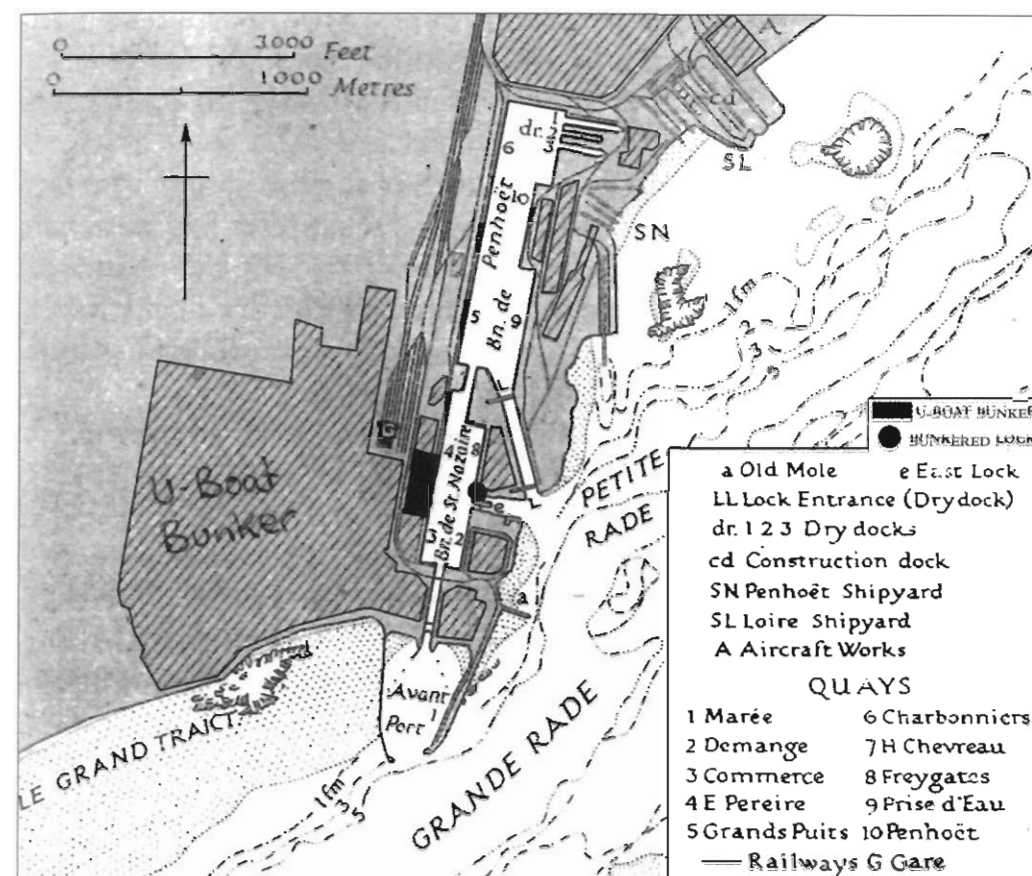 0 3000 Feet
0 1000 Metres
A
cd
SL
dr. 1
2
3
6
10
Bn. de Penhoët
SN
5 9
1fm
2
3
5
G
4 8
Bn. de St. Nazaire
e
3 2
U-Boat
Bunker
PETITE
RADE
a
Avant
Port
1
LE GRAND TRAICT
1fm
3
5
GRANDE RADE
U-BOAT BUNKE
BUNKERED LOCK
a Old Mole e East Lock
LL Lock Entrance (Drydock)
dr. 1 2 3 Dry docks
cd Construction dock
SN Penhoët Shipyard
SL Loire Shipyard
A Aircraft Works
QUAYS
1 Marée 6 Charbonniers
2 Demange 7 H Chevreau
3 Commerce 8 Freygates
4 E Pereire 9 Prise d'Eau
5 Grands Puits 10 Penhoët
Railways G Gare